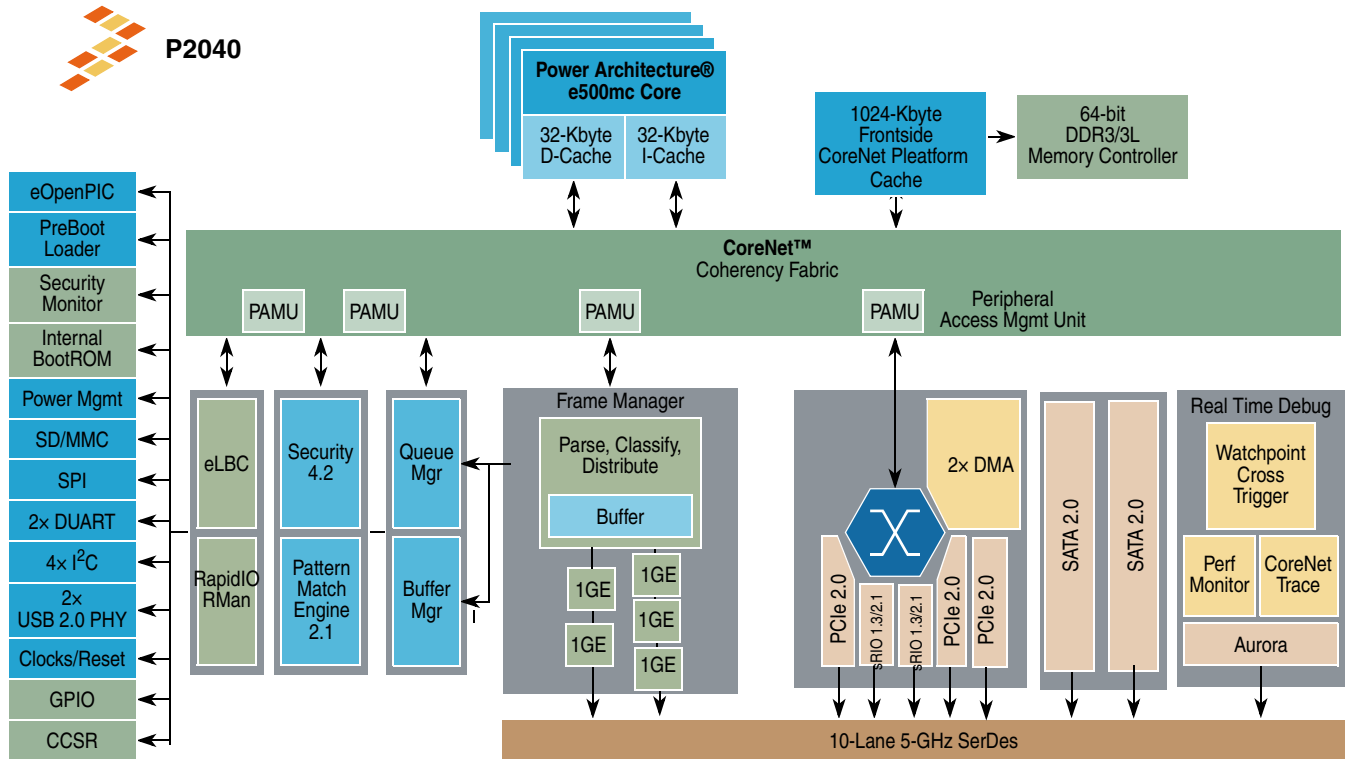 P2040
Power Architecture®
e500mc Core
32-Kbyte
D-Cache
32-Kbyte
I-Cache
1024-Kbyte
Frontside
CoreNet Pleatform
Cache
64-bit
DDR3/3L
Memory Controller
eOpenPIC
PreBoot
Loader
Security
Monitor
Internal
BootROM
Power Mgmt
SD/MMC
SPI
2× DUART
4× I²C
2×
USB 2.0 PHY
Clocks/Reset
GPIO
CCSR
CoreNet™
Coherency Fabric
PAMU
PAMU
PAMU
PAMU
Peripheral
Access Mgmt Unit
eLBC
RapidIO
RMan
Security
4.2
Pattern
Match
Engine
2.1
Queue
Mgr
Buffer
Mgr
Frame Manager
Parse, Classify,
Distribute
Buffer
1GE
1GE
1GE
1GE
1GE
2× DMA
PCIe 2.0
sRIO 1.3/2.1
sRIO 1.3/2.1
PCIe 2.0
PCIe 2.0
SATA 2.0
SATA 2.0
Real Time Debug
Watchpoint
Cross
Trigger
Perf
Monitor
CoreNet
Trace
Aurora
10-Lane 5-GHz SerDes